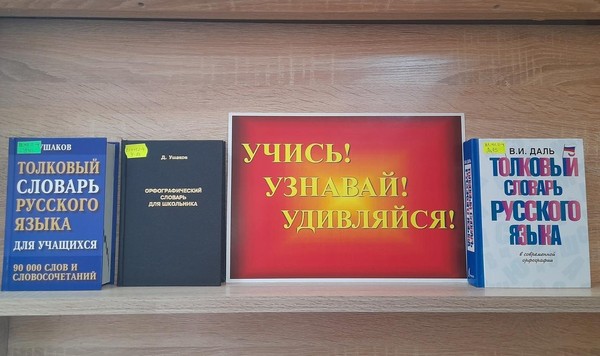 УШАКОВ
ТОЛКОВЫЙ
СЛОВАРЬ
РУССКОГО
ЯЗЫКА
ДЛЯ УЧАЩИХСЯ
90 000 СЛОВ И
СЛОВОСОЧЕТАНИЙ
Д. Ушаков
ОРФОГРАФИЧЕСКИЙ
СЛОВАРЬ
ДЛЯ ШКОЛЬНИКА
УЧИСЬ!
УЗНАВАЙ!
УДИВЛЯЙСЯ!
В.И. ДАЛЬ
ТОЛКОВЫЙ
СЛОВАРЬ
РУССКОГО
ЯЗЫКА
в современной
орфографии